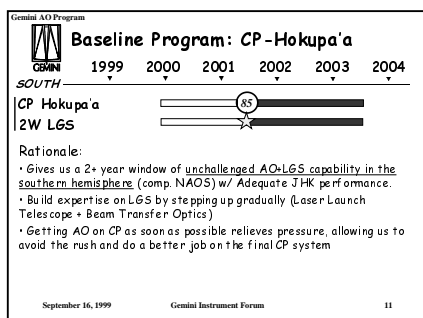 Gemini AO Program
GEMINI
Baseline Program: CP-Hokupa'a
1999 2000 2001 2002 2003 2004
SOUTH
CP Hokupa'a
85
2W LGS
Rationale:
• Gives us a 2+ year window of unchallenged AO+LGS capability in the
southern hemisphere (comp. NAOS) w/ Adequate JHK performance.
• Build expertise on LGS by stepping up gradually (Laser Launch
Telescope + Beam Transfer Optics)
• Getting AO on CP as soon as possible relieves pressure, allowing us to
avoid the rush and do a better job on the final CP system
September 16, 1999 Gemini Instrument Forum 11